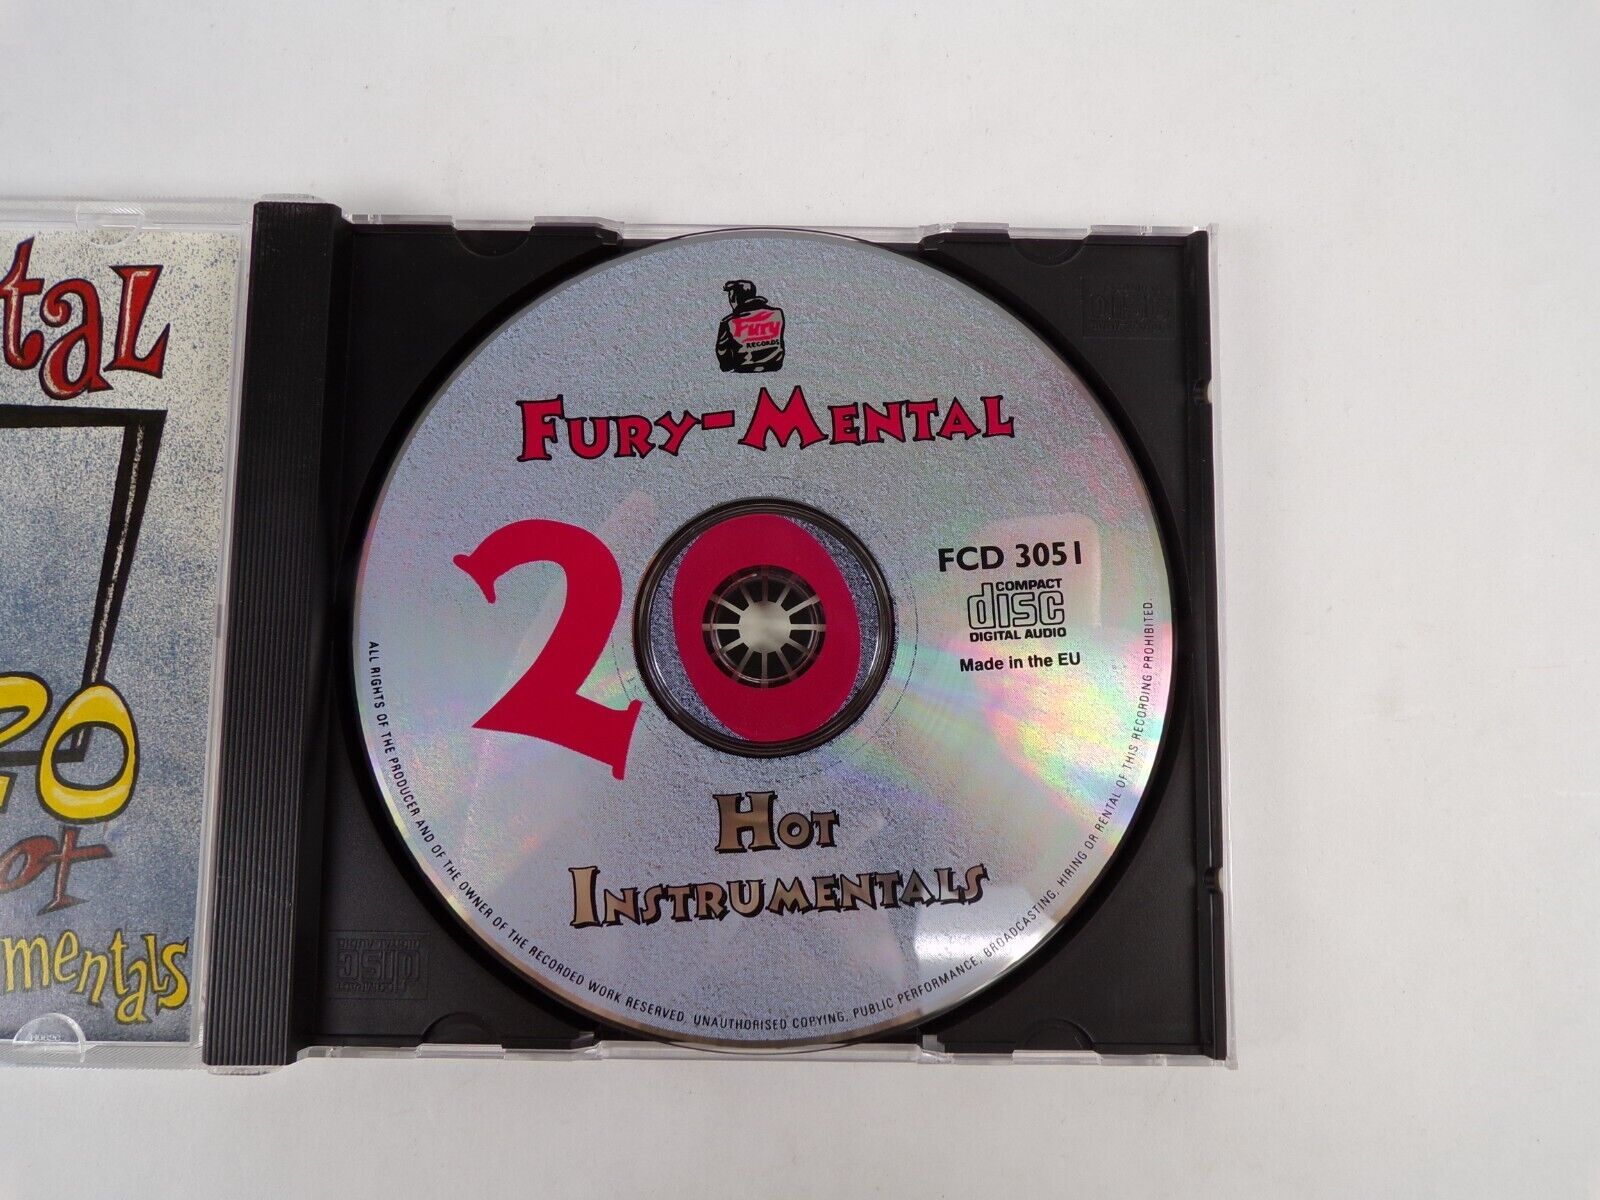 tal
20
ot
mentals
Fury
RECORDS
FURY-MENTAL
20
FCD 3051
COMPACT
disc
DIGITAL AUDIO
Made in the EU
HOT
INSTRUMENTALS
ALL RIGHTS OF THE PRODUCER AND OF THE OWNER OF THE RECORDED WORK RESERVED. UNAUTHORISED COPYING, PUBLIC PERFORMANCE, BROADCASTING, HIRING OR RENTAL OF THIS RECORDING PROHIBITED.